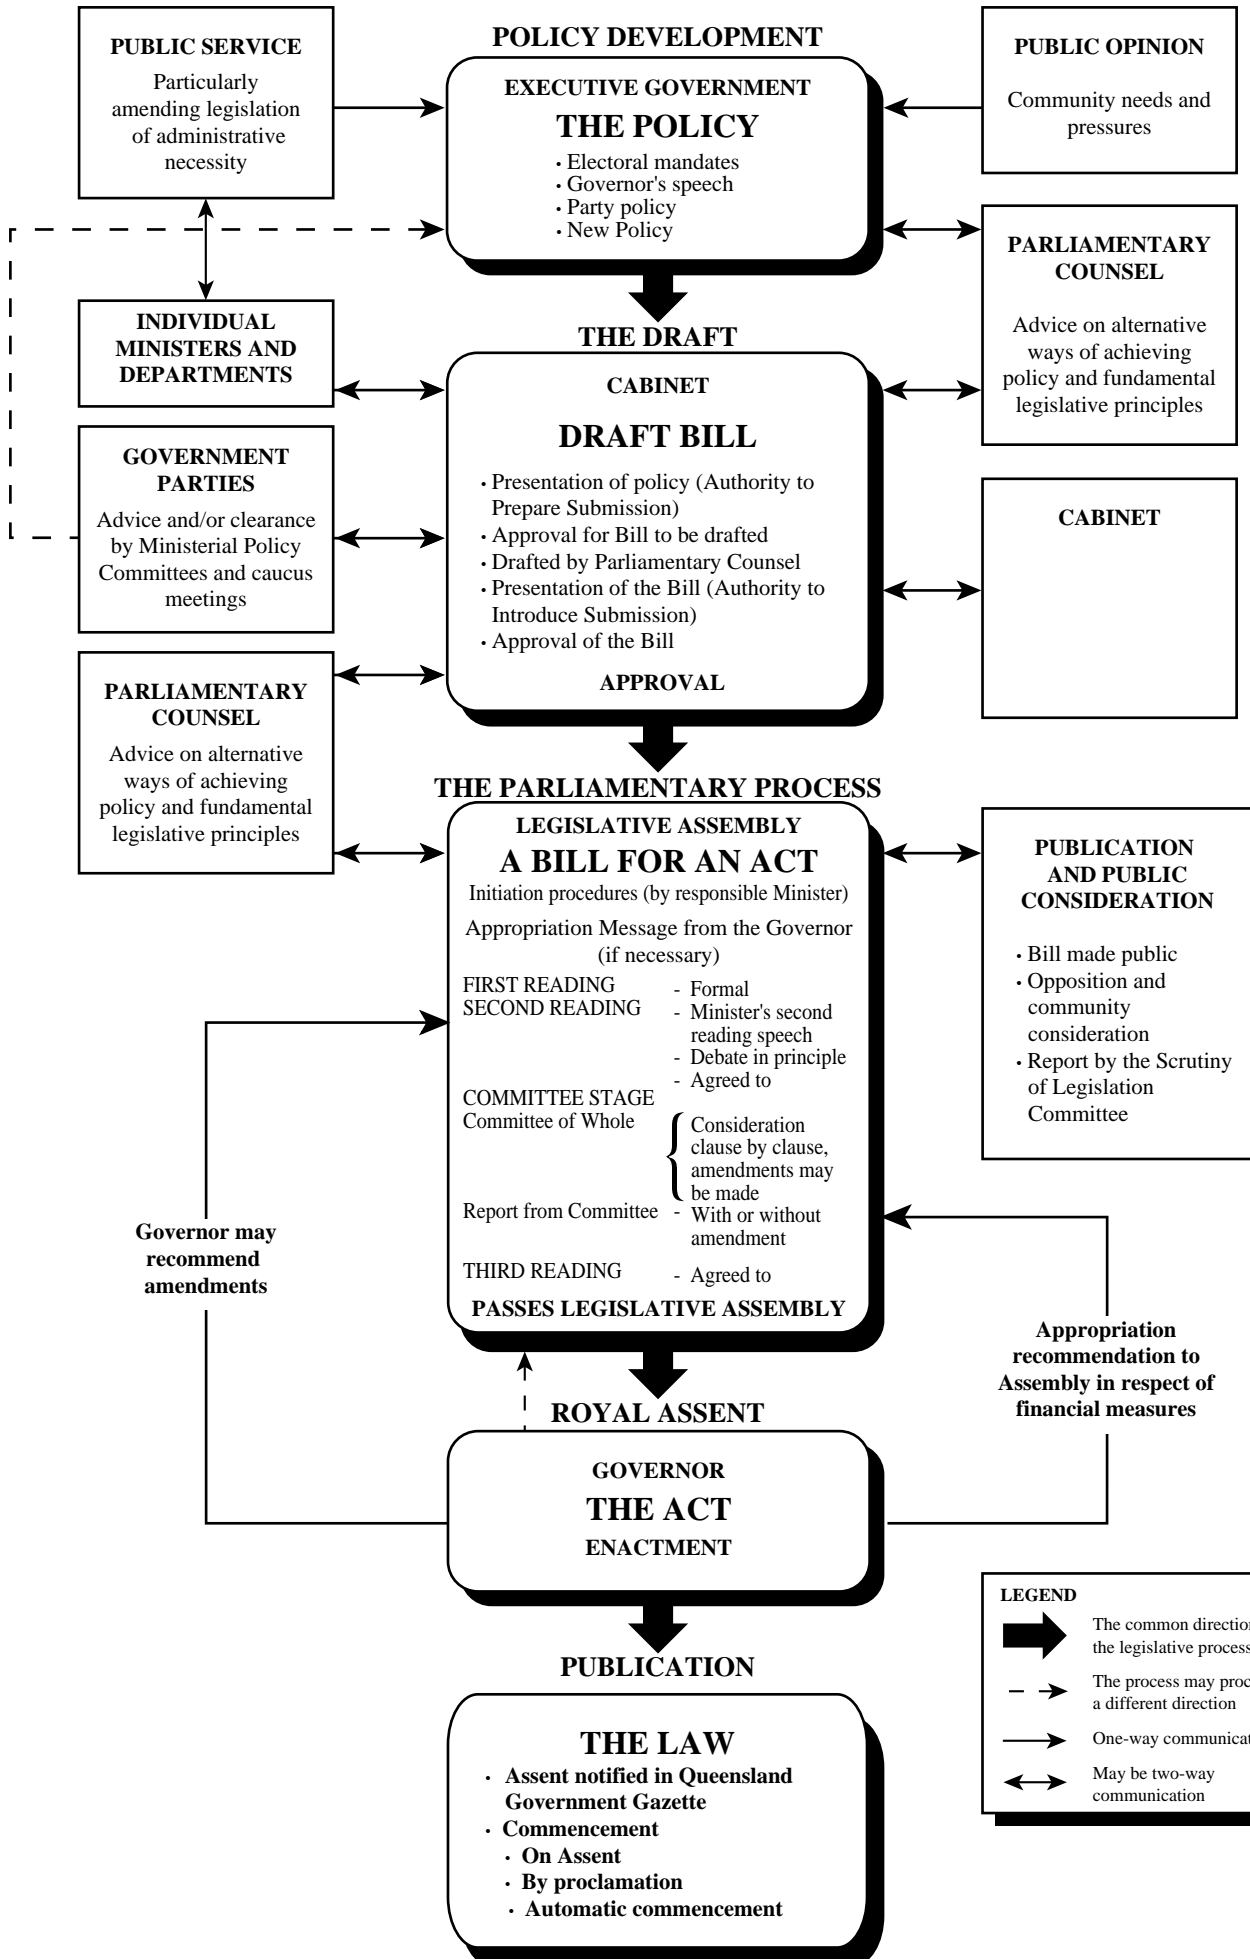 PUBLIC SERVICE
Particularly
amending legislation
of administrative
necessity
POLICY DEVELOPMENT
EXECUTIVE GOVERNMENT
THE POLICY
• Electoral mandates
• Governor's speech
• Party policy
• New Policy
PUBLIC OPINION
Community needs and
pressures
PARLIAMENTARY
COUNSEL
Advice on alternative
ways of achieving
policy and fundamental
legislative principles
INDIVIDUAL
MINISTERS AND
DEPARTMENTS
THE DRAFT
CABINET
DRAFT BILL
• Presentation of policy (Authority to
Prepare Submission)
• Approval for Bill to be drafted
• Drafted by Parliamentary Counsel
• Presentation of the Bill (Authority to
Introduce Submission)
• Approval of the Bill
APPROVAL
GOVERNMENT
PARTIES
Advice and/or clearance
by Ministerial Policy
Committees and caucus
meetings
CABINET
PARLIAMENTARY
COUNSEL
Advice on alternative
ways of achieving
policy and fundamental
legislative principles
THE PARLIAMENTARY PROCESS
LEGISLATIVE ASSEMBLY
A BILL FOR AN ACT
Initiation procedures (by responsible Minister)
Appropriation Message from the Governor
(if necessary)
FIRST READING - Formal
SECOND READING - Minister's second
reading speech
- Debate in principle
- Agreed to
COMMITTEE STAGE
Committee of Whole { Consideration
clause by clause,
amendments may
be made
Report from Committee - With or without
amendment
THIRD READING - Agreed to
PASSES LEGISLATIVE ASSEMBLY
PUBLICATION
AND PUBLIC
CONSIDERATION
• Bill made public
• Opposition and
community
consideration
• Report by the Scrutiny
of Legislation
Committee
Governor may
recommend
amendments
Appropriation
recommendation to
Assembly in respect of
financial measures
ROYAL ASSENT
GOVERNOR
THE ACT
ENACTMENT
PUBLICATION
THE LAW
• Assent notified in Queensland
Government Gazette
• Commencement
• On Assent
• By proclamation
• Automatic commencement
LEGEND
The common direction
the legislative process
The process may proc
a different direction
One-way communicat
May be two-way
communication